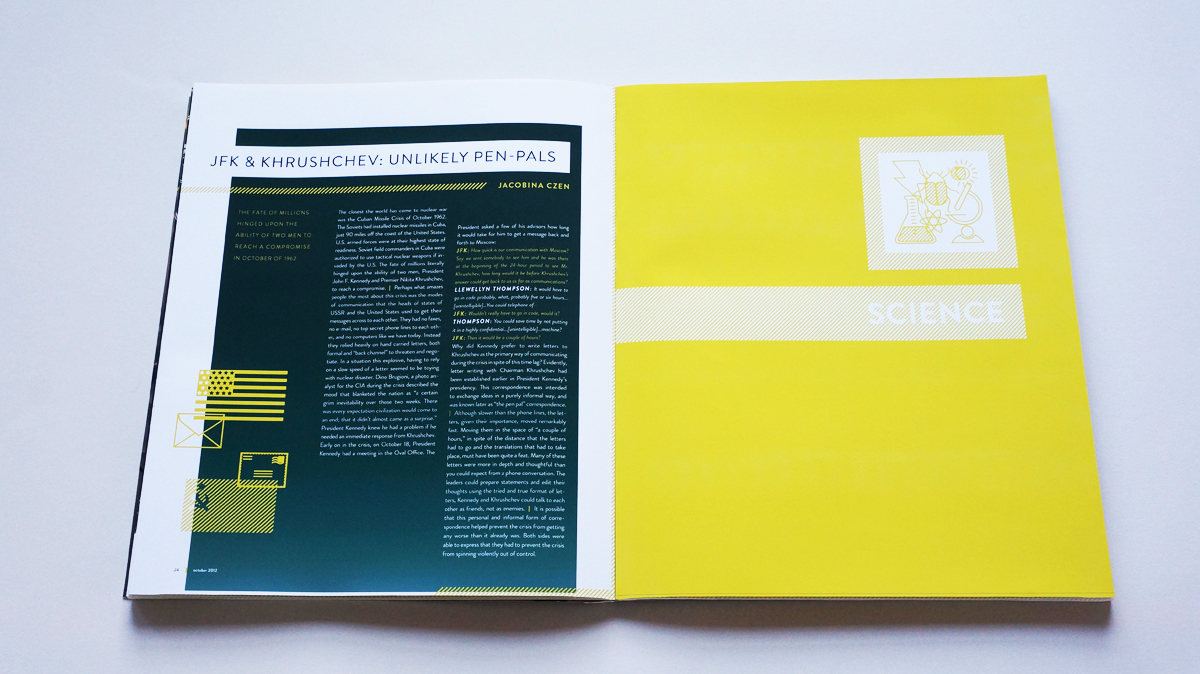 JFK & KHRUSHCHEV: UNLIKELY PEN-PALS
JACOBINA CZEN
THE FATE OF MILLIONS
HINGED UPON THE
ABILITY OF TWO MEN TO
REACH A COMPROMISE
IN OCTOBER OF 1962
The closest the world has come to nuclear war
was the Cuban Missile Crisis of October 1962.
The Soviets had installed nuclear missiles in Cuba,
just 90 miles off the coast of the United States.
U.S. armed forces were at their highest state of
readiness. Soviet field commanders in Cuba were
authorized to use tactical nuclear weapons if in-
vaded by the U.S. The fate of millions literally
hinged upon the ability of two men, President
John F. Kennedy and Premier Nikita Khrushchev,
to reach a compromise. | Perhaps what amazes
people the most about this crisis was the modes
of communication that the heads of states of
USSR and the United States used to get their
messages across to each other. They had no faxes,
no e-mail, no top secret phone lines to each oth-
er, and no computers like we have today. Instead
they relied heavily on hand carried letters, both
formal and "back channel" to threaten and nego-
tiate. In a situation this explosive, having to rely
on a slow speed of a letter seemed to be toying
with nuclear disaster. Dino Brugioni, a photo an-
alyst for the CIA during the crisis described the
mood that blanketed the nation as "a certain
grim inevitability over those two weeks. There
was every expectation civilization would come to
an end; that it didn't almost came as a surprise."
President Kennedy knew he had a problem if he
needed an immediate response from Khrushchev.
Early on in the crisis, on October 18, President
Kennedy had a meeting in the Oval Office. The
President asked a few of his advisors how long
it would take for him to get a message back and
forth to Moscow:
JFK: How quick is our communication with Moscow?
Say we sent somebody to see him and he was there
at the beginning of the 24-hour period to see Mr.
Khrushchev, how long would it be before Khrushchev's
answer could get back to us as far as communications?
LLEWELLYN THOMPSON: It would have to
go in code probably, what, probably five or six hours...
[unintelligible]...You could telephone of
JFK: Wouldn't really have to go in code, would it?
THOMPSON: You could save time by not putting
it in a highly confidential...[unintelligible]...machine?
JFK: Then it would be a couple of hours?
Why did Kennedy prefer to write letters to
Khrushchev as the primary way of communicating
during the crisis in spite of this time lag? Evidently,
letter writing with Chairman Khrushchev had
been established earlier in President Kennedy's
presidency. This correspondence was intended
to exchange ideas in a purely informal way, and
was known later as "the pen pal" correspondence.
| Although slower than the phone lines, the let-
ters, given their importance, moved remarkably
fast. Moving them in the space of "a couple of
hours," in spite of the distance that the letters
had to go and the translations that had to take
place, must have been quite a feat. Many of these
letters were more in depth and thoughtful than
you could expect from a phone conversation. The
leaders could prepare statements and edit their
thoughts using the tried and true format of let-
ters, Kennedy and Khrushchev could talk to each
other as friends, not as enemies. | It is possible
that this personal and informal form of corre-
spondence helped prevent the crisis from getting
any worse than it already was. Both sides were
able to express that they had to prevent the crisis
from spinning violently out of control.
24 | october 2012
SCIENCE